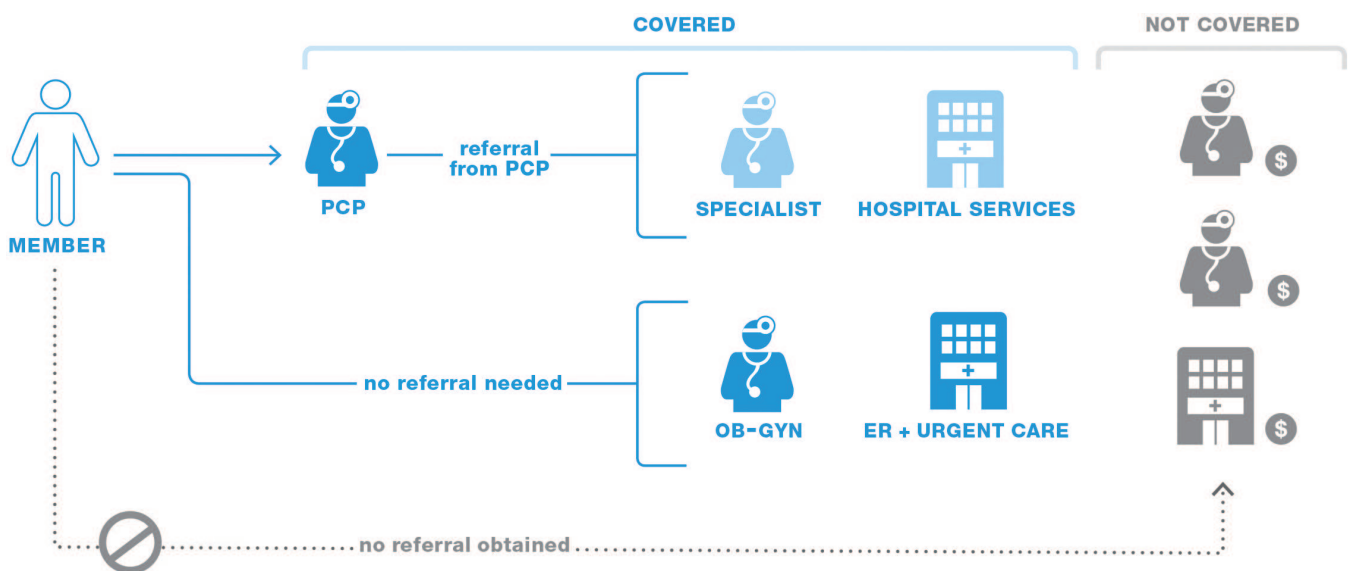 COVERED
NOT COVERED
referral
from PCP
PCP
SPECIALIST
HOSPITAL SERVICES
MEMBER
no referral needed
OB-GYN
ER + URGENT CARE
no referral obtained
$
$
$